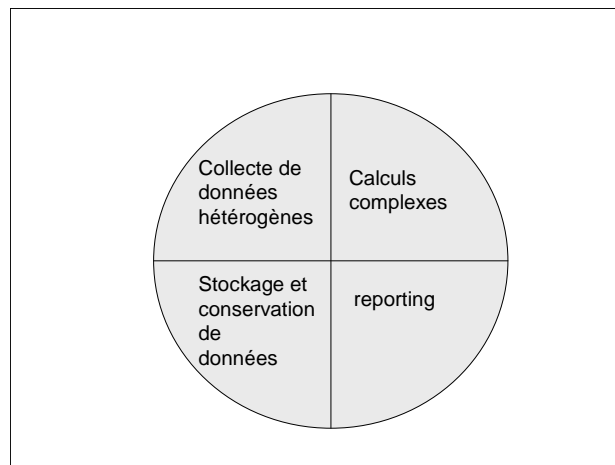 Collecte de
données
hétérogènes
Calculs
complexes
Stockage et
conservation
de
données
reporting